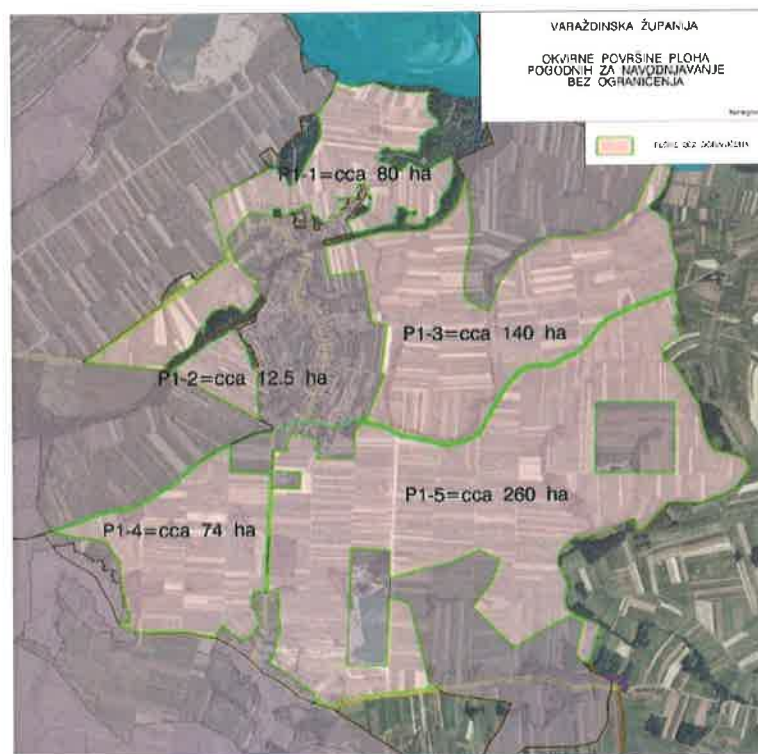 VARAŽDINSKA ŽUPANIJA
OKVIRNE POVRŠINE PLOHA
POGODNIH ZA NAVODNJAVANJE
BEZ OGRANIČENJA
BEZ
P1-1=cca 80 ha
P1-3=cca 140 ha
P1-2=cca 12.5 ha
P1-5=cca 260 ha
P1-4=cca 74 ha